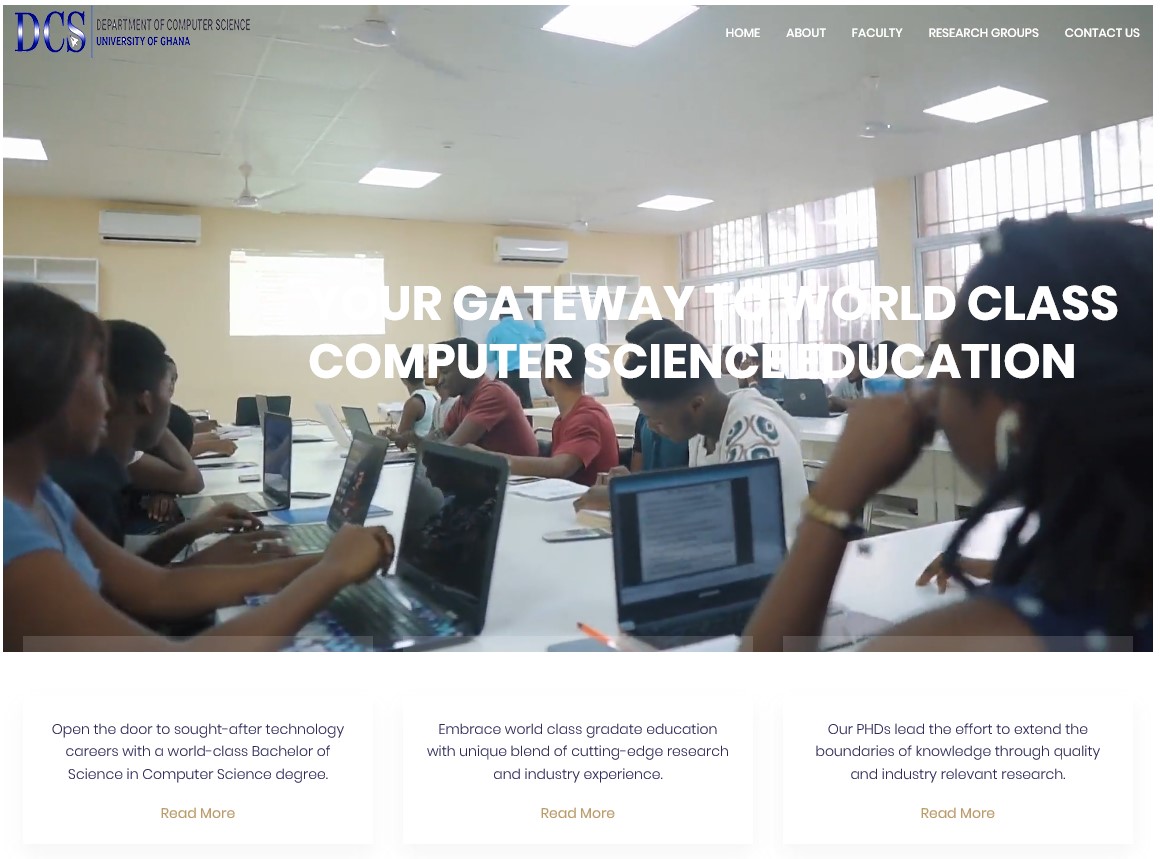 DCS
DEPARTMENT OF COMPUTER SCIENCE
UNIVERSITY OF GHANA
HOME ABOUT FACULTY RESEARCH GROUPS CONTACT US
YOUR GATEWAY TO WORLD CLASS
COMPUTER SCIENCE EDUCATION
Open the door to sought-after technology
careers with a world-class Bachelor of
Science in Computer Science degree.
Read More
Embrace world class gradate education
with unique blend of cutting-edge research
and industry experience.
Read More
Our PHDs lead the effort to extend the
boundaries of knowledge through quality
and industry relevant research.
Read More